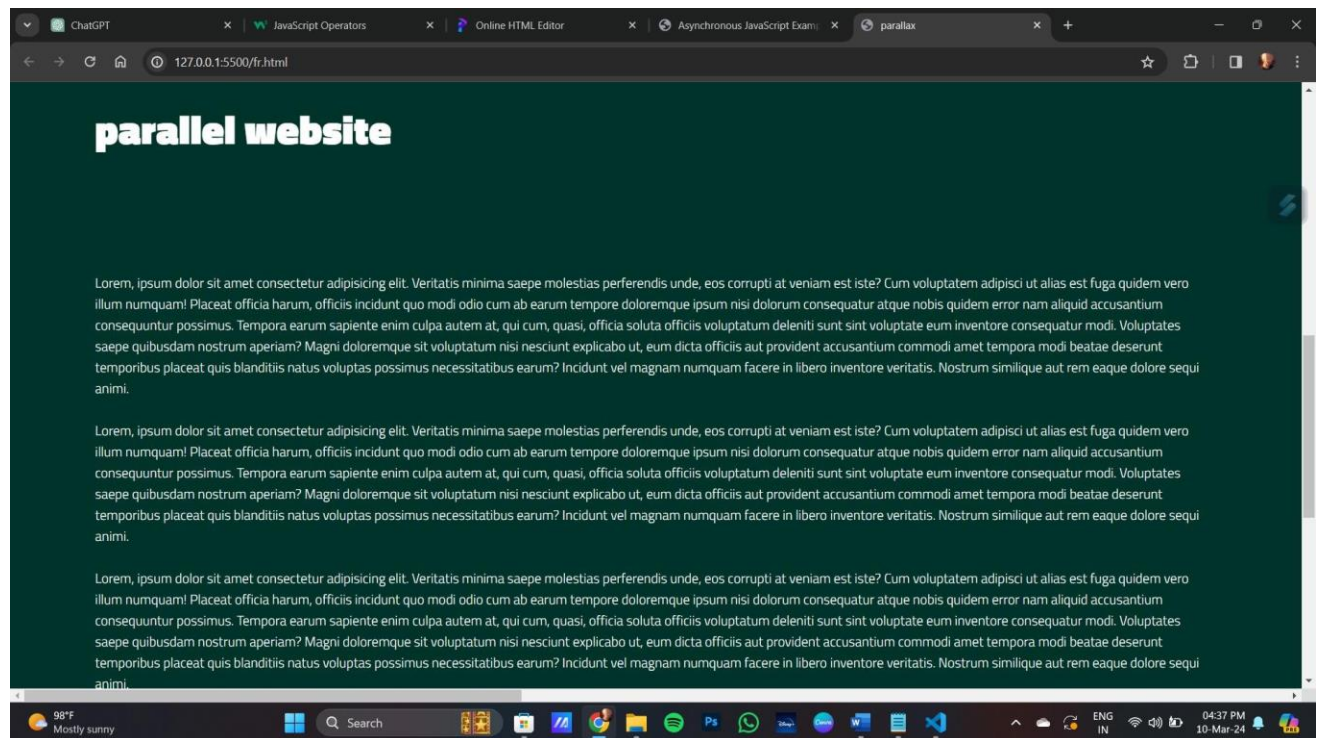 ChatGPT
JavaScript Operators
Online HTML Editor
Asynchronous JavaScript Exam
parallax
127.0.0.1:5500/fr.html
parallel website
Lorem, ipsum dolor sit amet consectetur adipisicing elit. Veritatis minima saepe molestias perferendis unde, eos corrupti at veniam est iste? Cum voluptatem adipisci ut alias est fuga quidem vero
illum numquam! Placeat officia harum, officiis incidunt quo modi odio cum ab earum tempore doloremque ipsum nisi dolorum consequatur atque nobis quidem error nam aliquid accusantium
consequuntur possimus. Tempora earum sapiente enim culpa autem at, qui cum, quasi, officia soluta officiis voluptatum deleniti sunt sint voluptate eum inventore consequatur modi. Voluptates
saepe quibusdam nostrum aperiam? Magni doloremque sit voluptatum nisi nesciunt explicabo ut, eum dicta officiis aut provident accusantium commodi amet tempora modi beatae deserunt
temporibus placeat quis blanditiis natus voluptas possimus necessitatibus earum? Incidunt vel magnam numquam facere in libero inventore veritatis. Nostrum similique aut rem eaque dolore sequi
animi.
Lorem, ipsum dolor sit amet consectetur adipisicing elit. Veritatis minima saepe molestias perferendis unde, eos corrupti at veniam est iste? Cum voluptatem adipisci ut alias est fuga quidem vero
illum numquam! Placeat officia harum, officiis incidunt quo modi odio cum ab earum tempore doloremque ipsum nisi dolorum consequatur atque nobis quidem error nam aliquid accusantium
consequuntur possimus. Tempora earum sapiente enim culpa autem at, qui cum, quasi, officia soluta officiis voluptatum deleniti sunt sint voluptate eum inventore consequatur modi. Voluptates
saepe quibusdam nostrum aperiam? Magni doloremque sit voluptatum nisi nesciunt explicabo ut, eum dicta officiis aut provident accusantium commodi amet tempora modi beatae deserunt
temporibus placeat quis blanditiis natus voluptas possimus necessitatibus earum? Incidunt vel magnam numquam facere in libero inventore veritatis. Nostrum similique aut rem eaque dolore sequi
animi.
Lorem, ipsum dolor sit amet consectetur adipisicing elit. Veritatis minima saepe molestias perferendis unde, eos corrupti at veniam est iste? Cum voluptatem adipisci ut alias est fuga quidem vero
illum numquam! Placeat officia harum, officiis incidunt quo modi odio cum ab earum tempore doloremque ipsum nisi dolorum consequatur atque nobis quidem error nam aliquid accusantium
consequuntur possimus. Tempora earum sapiente enim culpa autem at, qui cum, quasi, officia soluta officiis voluptatum deleniti sunt sint voluptate eum inventore consequatur modi. Voluptates
saepe quibusdam nostrum aperiam? Magni doloremque sit voluptatum nisi nesciunt explicabo ut, eum dicta officiis aut provident accusantium commodi amet tempora modi beatae deserunt
temporibus placeat quis blanditiis natus voluptas possimus necessitatibus earum? Incidunt vel magnam numquam facere in libero inventore veritatis. Nostrum similique aut rem eaque dolore sequi
animi.
98°F
Mostly sunny
Search
Ps
ENG
IN
04:37 PM
10-Mar-24